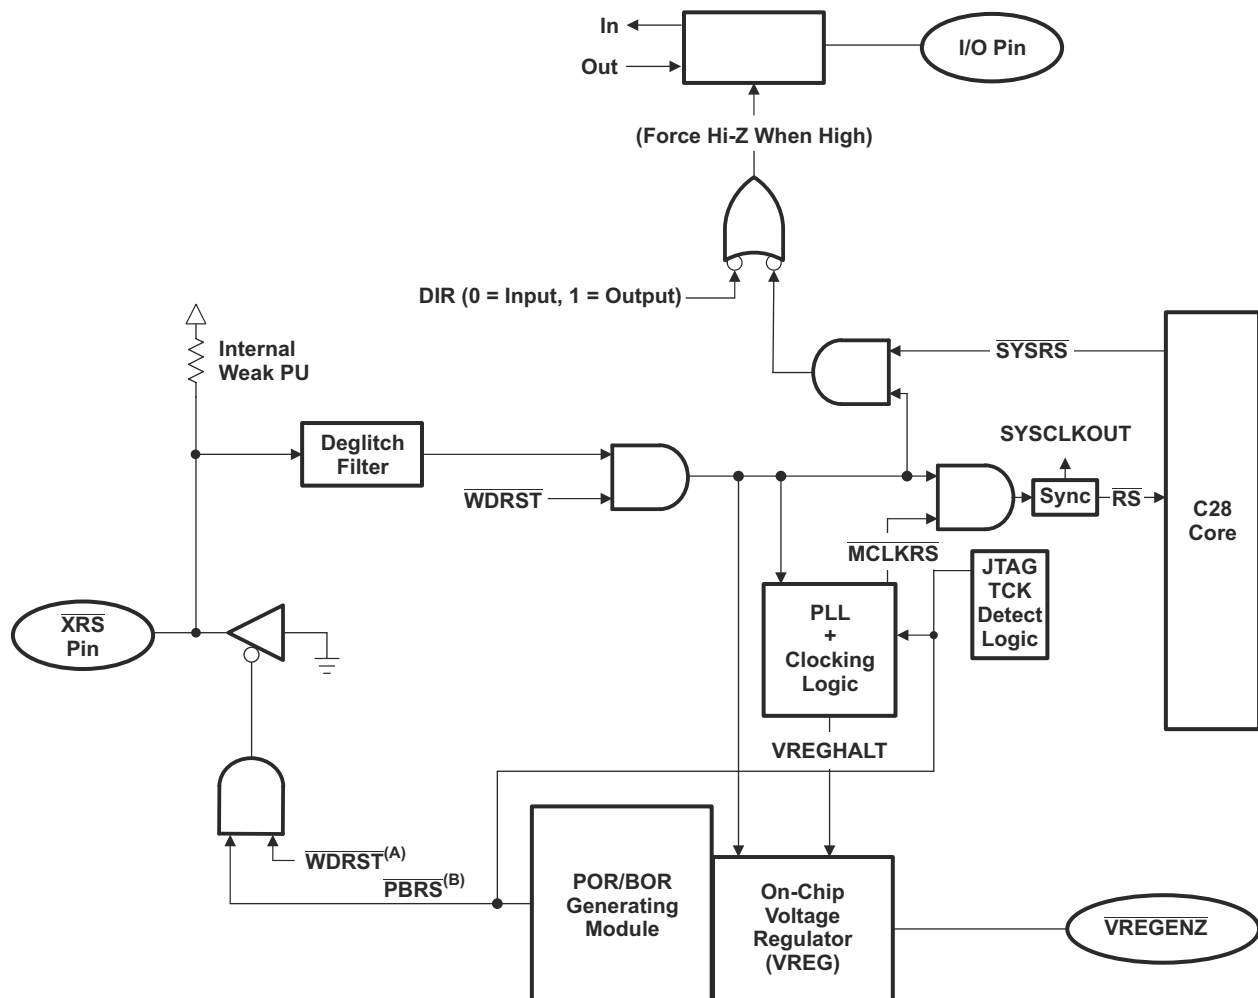 In
Out
I/O Pin
(Force Hi-Z When High)
DIR (0 = Input, 1 = Output)
Internal
Weak PU
SYSRS
Deglitch
Filter
SYSCLKOUT
WDRST
Sync
RS
C28
Core
MCLKRS
JTAG
TCK
Detect
Logic
XRS
Pin
PLL
+
Clocking
Logic
VREGHALT
WDRST(A)
PBRS(B)
POR/BOR
Generating
Module
On-Chip
Voltage
Regulator
(VREG)
VREGENZ